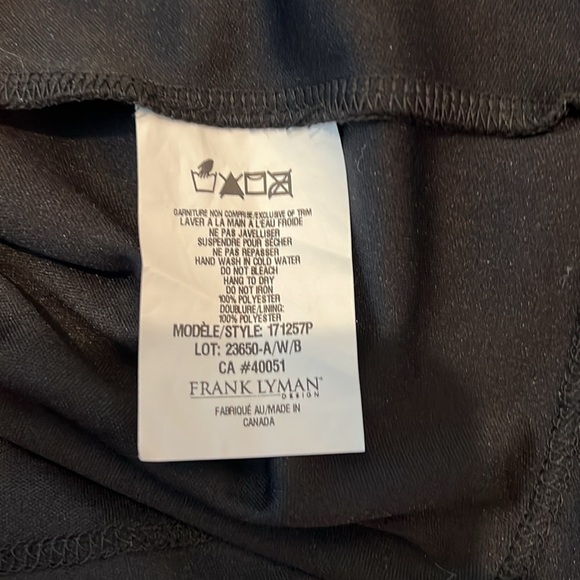 GARNITURE NON COMPRISE/EXCLUSIVE OF TRIM
LAVER A LA MAIN A L'EAU FROIDE
NE PAS JAVELLISER
SUSPENDRE POUR SÉCHER
NE PAS REPASSER
HAND WASH IN COLD WATER
DO NOT BLEACH
HANG TO DRY
DO NOT IRON
100% POLYESTER
DOUBLURE/LINING:
100% POLYESTER
MODÈLE/STYLE: 171257P
LOT: 23650-A/W/B
CA #40051
FRANK LYMAN
DESIGN
FABRIQUÉ AU/MADE IN
CANADA